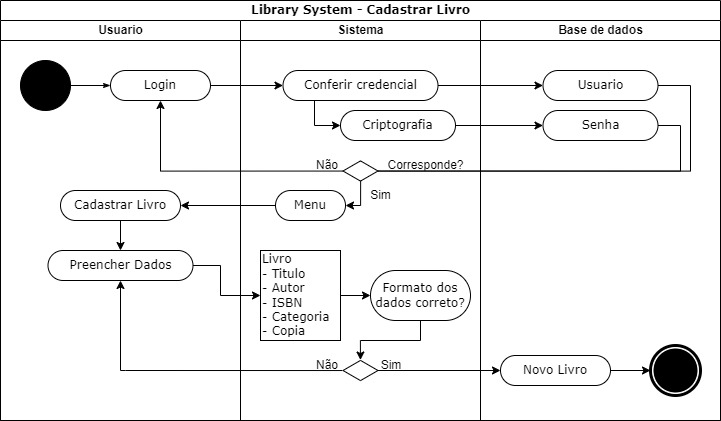 Library System - Cadastrar Livro
Usuario
Sistema
Base de dados
Login
Conferir credencial
Usuario
Criptografia
Senha
Não
Corresponde?
Sim
Cadastrar Livro
Menu
Preencher Dados
Livro
- Titulo
- Autor
- ISBN
- Categoria
- Copia
Formato dos
dados correto?
Não
Sim
Novo Livro